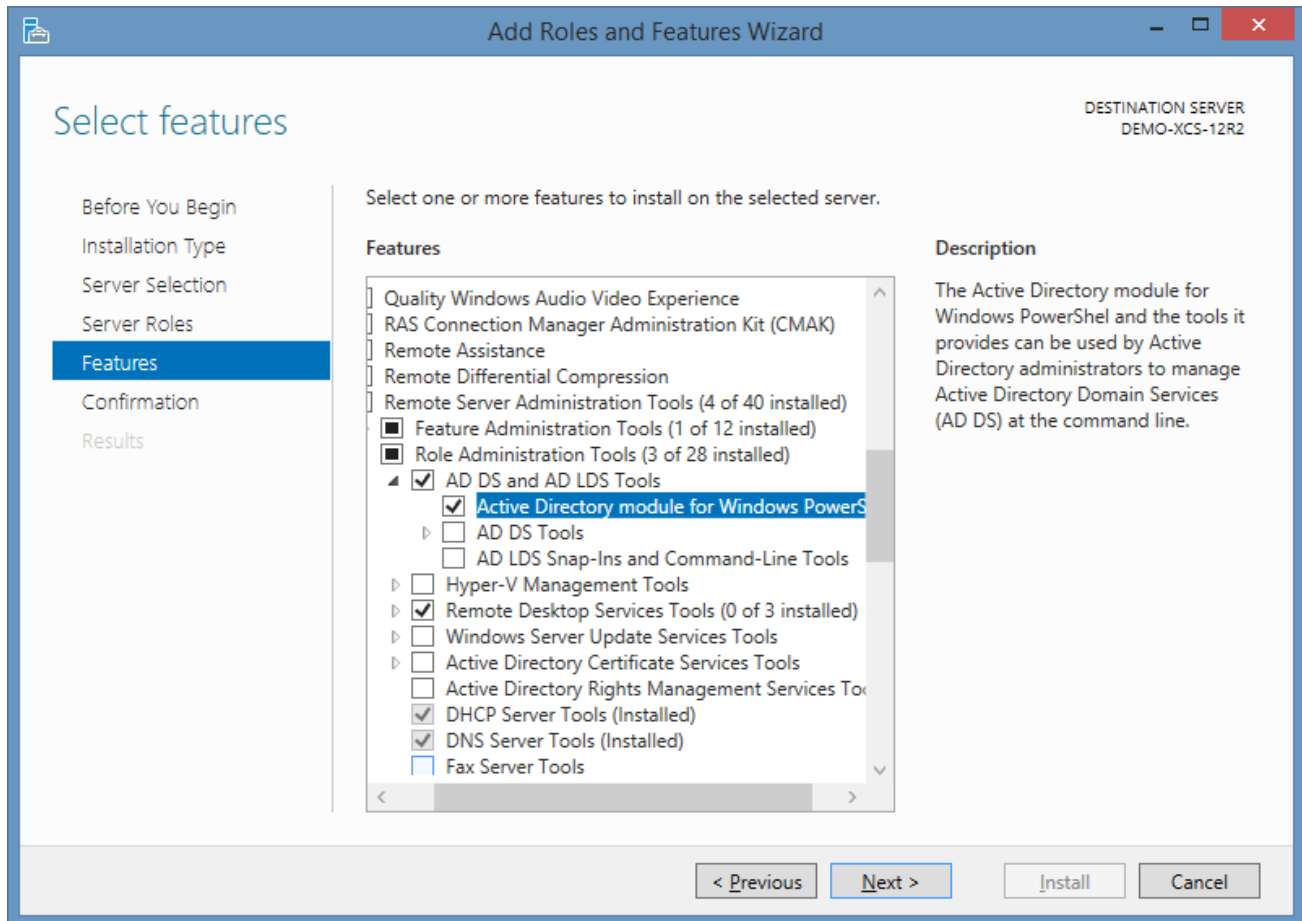 Add Roles and Features Wizard
Select features
DESTINATION SERVER
DEMO-XCS-12R2
Before You Begin
Installation Type
Server Selection
Server Roles
Features
Confirmation
Results
Select one or more features to install on the selected server.
Features
Quality Windows Audio Video Experience
RAS Connection Manager Administration Kit (CMAK)
Remote Assistance
Remote Differential Compression
Remote Server Administration Tools (4 of 40 installed)
Feature Administration Tools (1 of 12 installed)
Role Administration Tools (3 of 28 installed)
AD DS and AD LDS Tools
Active Directory module for Windows PowerS
AD DS Tools
AD LDS Snap-Ins and Command-Line Tools
Hyper-V Management Tools
Remote Desktop Services Tools (0 of 3 installed)
Windows Server Update Services Tools
Active Directory Certificate Services Tools
Active Directory Rights Management Services Too
DHCP Server Tools (Installed)
DNS Server Tools (Installed)
Fax Server Tools
Description
The Active Directory module for
Windows PowerShel and the tools it
provides can be used by Active
Directory administrators to manage
Active Directory Domain Services
(AD DS) at the command line.
< Previous
Next >
Install
Cancel